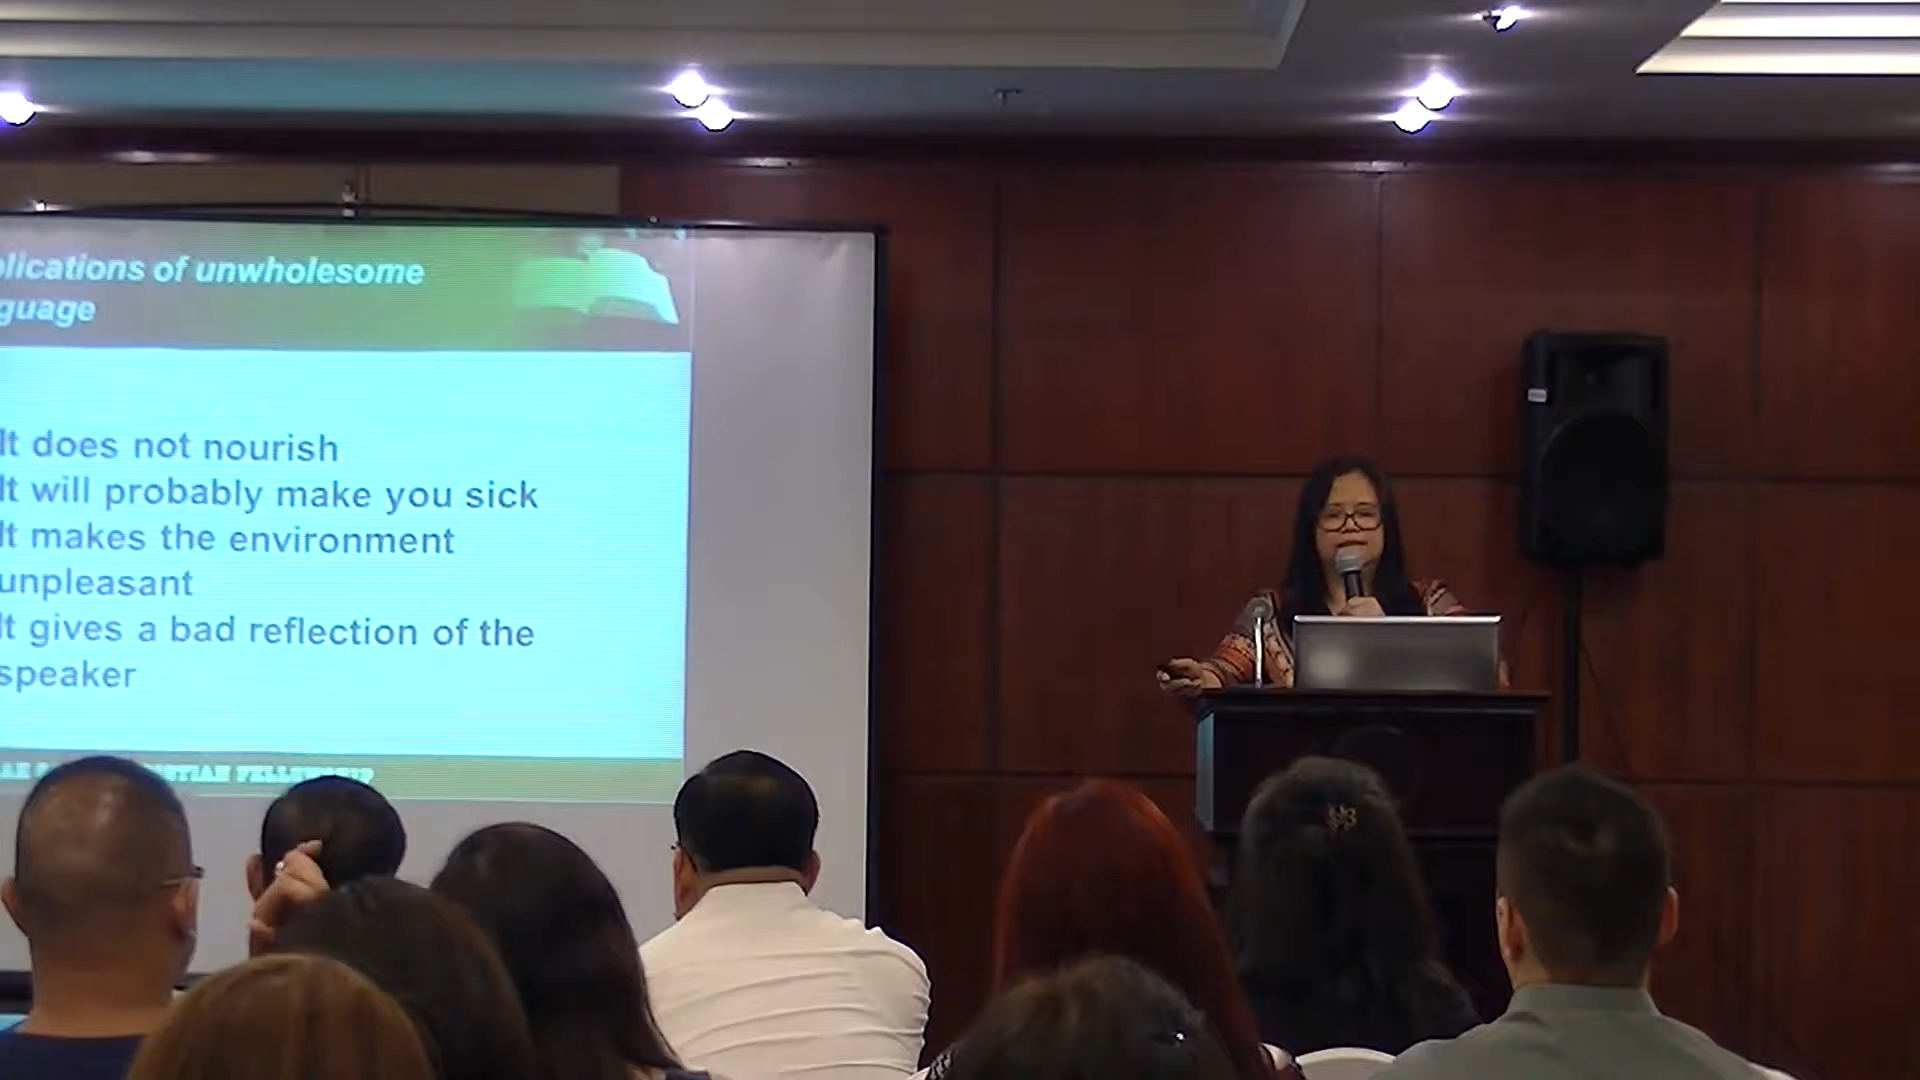 plications of unwholesome
guage
It does not nourish
It will probably make you sick
It makes the environment
unpleasant
It gives a bad reflection of the
speaker
FELLOWSHIP